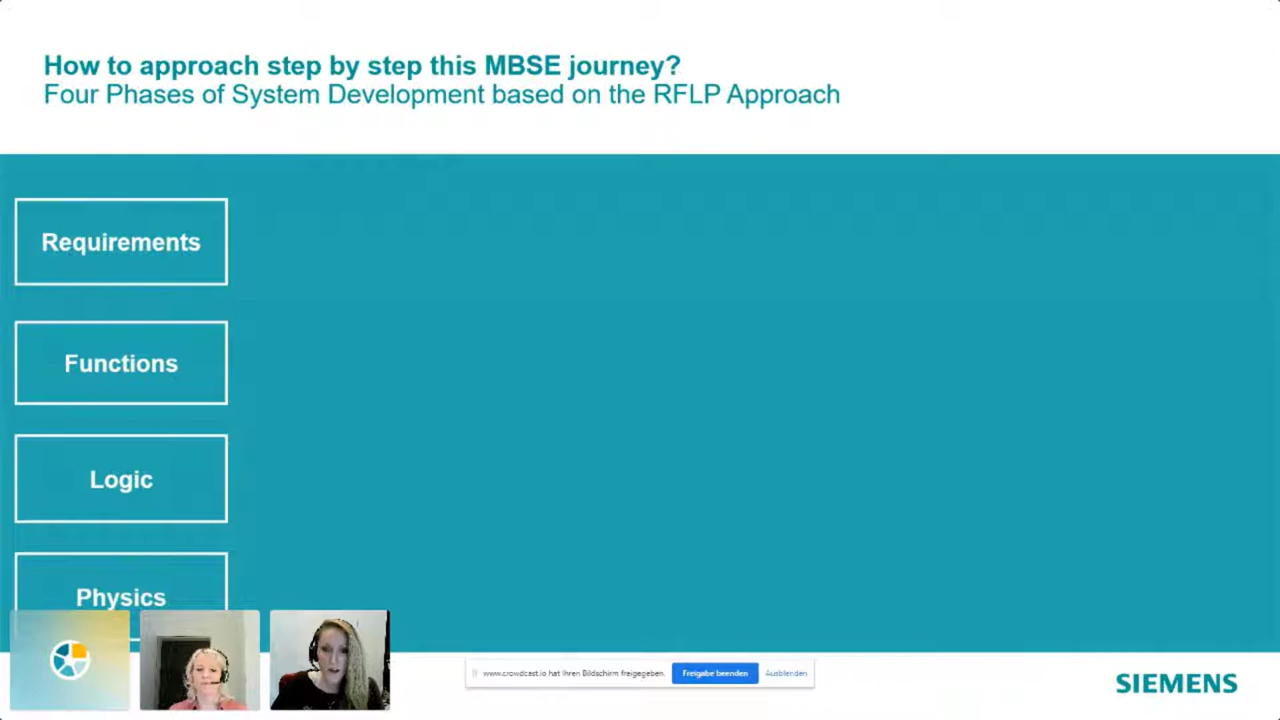 How to approach step by step this MBSE journey?
Four Phases of System Development based on the RFLP Approach
Requirements
Functions
Logic
Physics
www.crowdcast.io hat Ihren Bildschirm freigegeben.
Freigabe beenden
Ausblenden
SIEMENS